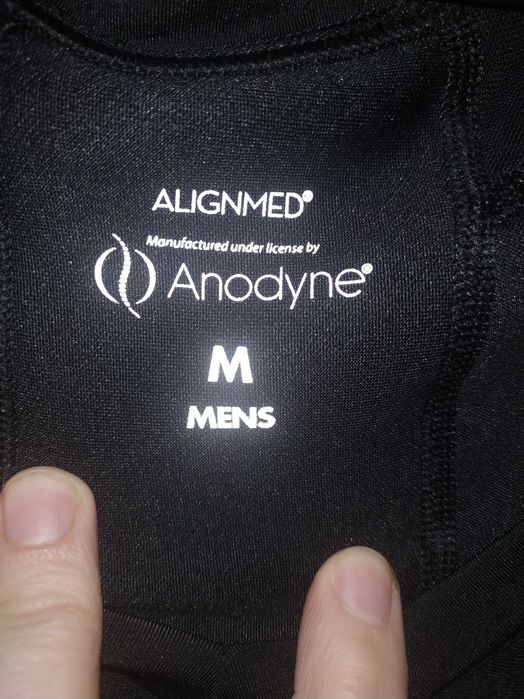 ALIGNMED®
Manufactured under license by
Anodyne®
M
MENS